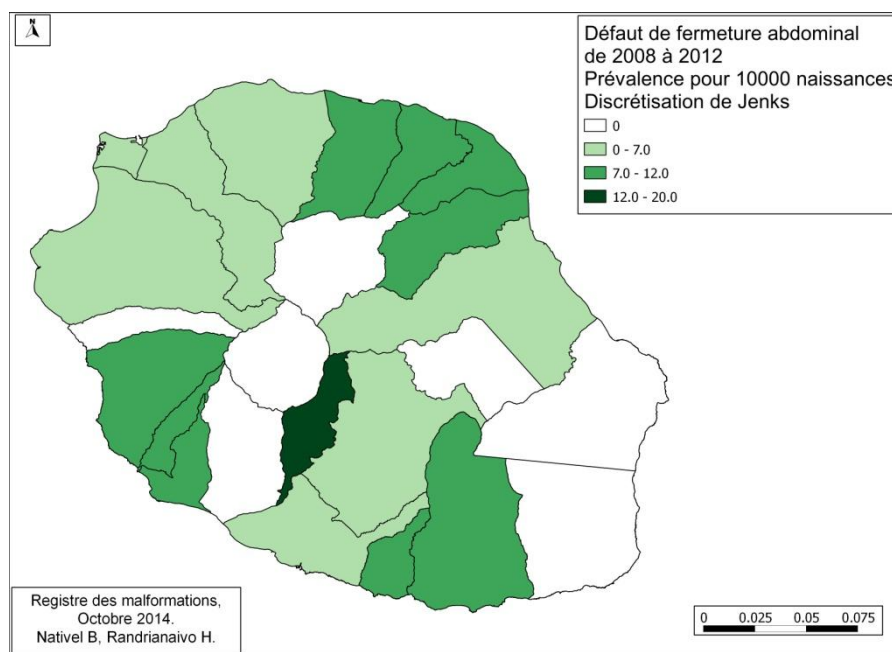 N
Défaut de fermeture abdominal
de 2008 à 2012
Prévalence pour 10000 naissances
Discrétisation de Jenks
0
0 - 7.0
7.0 - 12.0
12.0 - 20.0
Registre des malformations,
Octobre 2014.
Nativel B, Randrianaivo H.
0 0.025 0.05 0.075